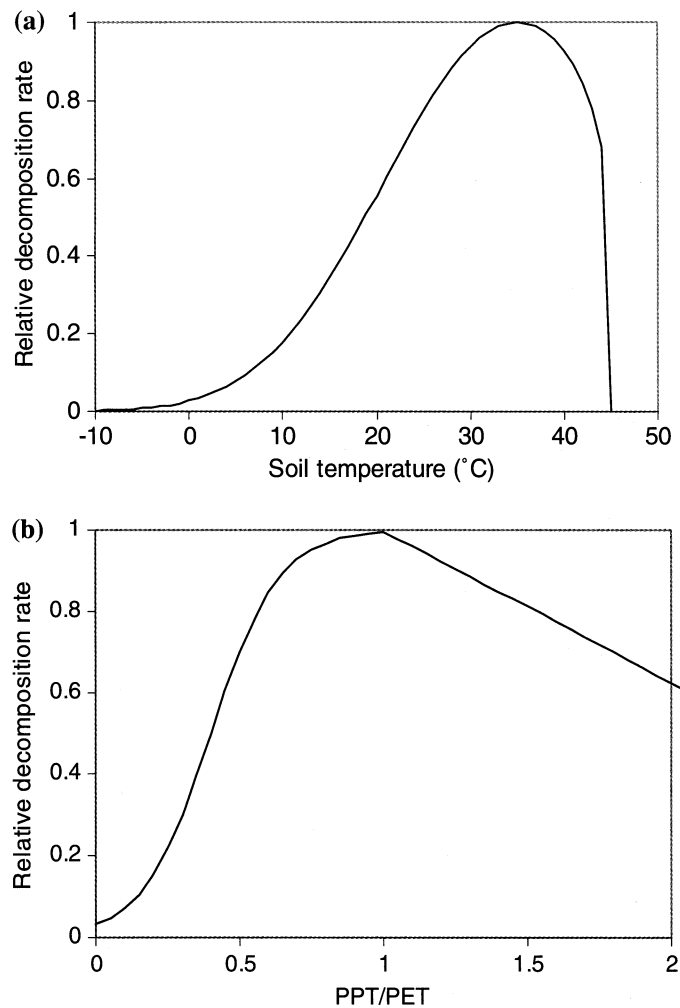 (a)
Relative decomposition rate
1
0.8
0.6
0.4
0.2
0
-10 0 10 20 30 40 50
Soil temperature (˚C)
(b)
Relative decomposition rate
1
0.8
0.6
0.4
0.2
0
0 0.5 1 1.5 2
PPT/PET